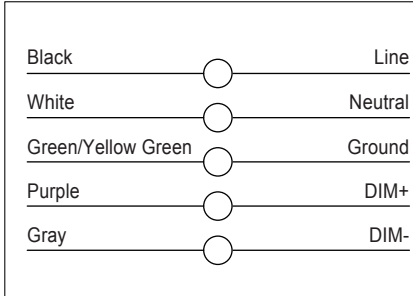 Black Line
White Neutral
Green/Yellow Green Ground
Purple DIM+
Gray DIM-